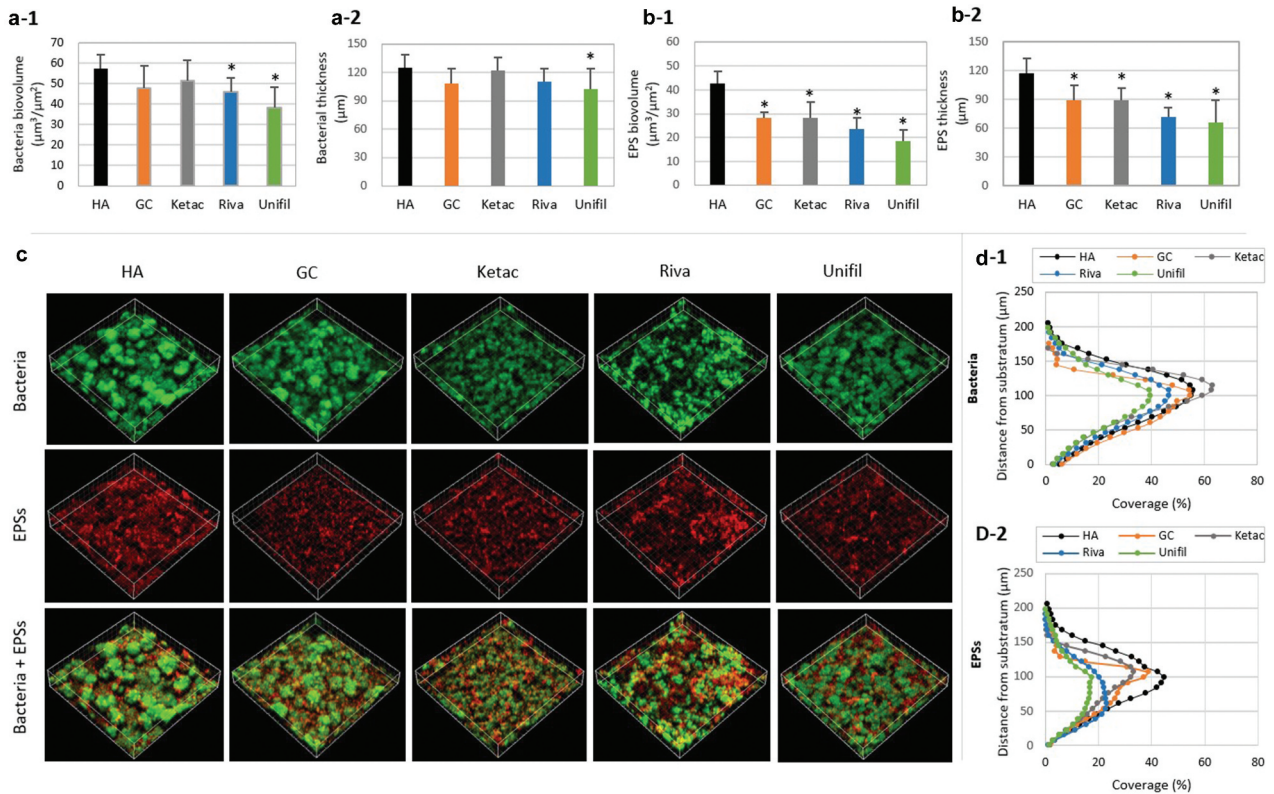 a-1
Bacteria biovolume
(µm³/µm²)
70
60
50
40
30
20
10
0
* *
HA GC Ketac Riva Unifil
a-2
Bacterial thickness
(µm)
150
120
90
60
30
0
*
HA GC Ketac Riva Unifil
b-1
EPS biovolume
(µm³/µm²)
60
50
40
30
20
10
0
* * * *
HA GC Ketac Riva Unifil
b-2
EPS thickness
(µm)
150
120
90
60
30
0
* * * *
HA GC Ketac Riva Unifil
c
HA GC Ketac Riva Unifil
Bacteria
EPSs
Bacteria + EPSs
d-1
HA GC Ketac
Riva Unifil
Bacteria
Distance from substratum (µm)
250
200
150
100
50
0
0 20 40 60 80
Coverage (%)
D-2
HA GC Ketac
Riva Unifil
EPSs
Distance from substratum (µm)
250
200
150
100
50
0
0 20 40 60 80
Coverage (%)